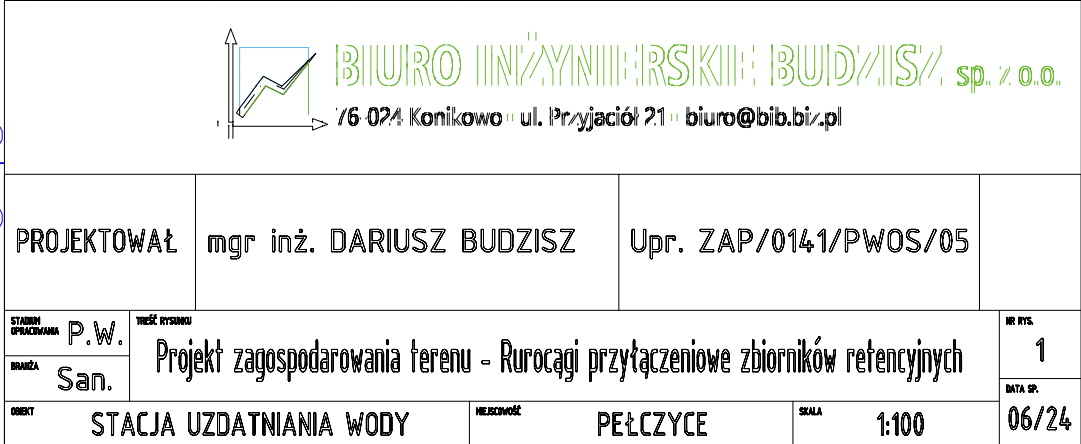 BIURO INŻYNIERSKIE BUDZISZ sp. z o.o.
76-024 Konikowo ul. Przyjaciół 21 biuro@bib.biz.pl
PROJEKTOWAŁ mgr inż. DARIUSZ BUDZISZ Upr. ZAP/0141/PWOS/05
STADIUM OPRACOWANIA P.W.
TREŚĆ RYSUNKU
Projekt zagospodarowania terenu - Rurocągi przyłączeniowe zbiorników retencyjnych
NR RYS.
1
BRANŻA San.
DATA SP.
06/24
OBIEKT STACJA UZDATNIANIA WODY MIEJSCOWOŚĆ PEŁCZYCE SKALA 1:100